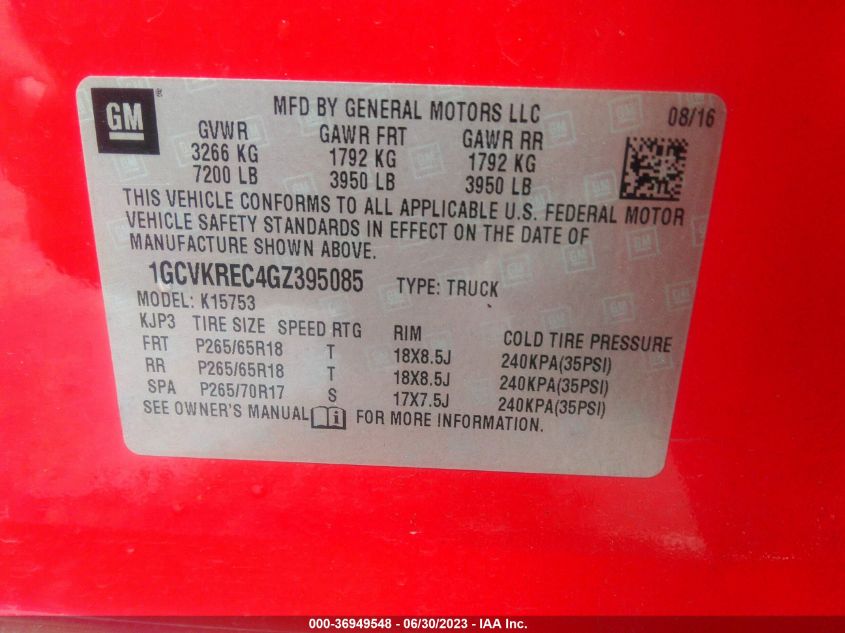 GM ® MFD BY GENERAL MOTORS LLC 08/16
GVWR GAWR FRT GAWR RR
3266 KG 1792 KG 1792 KG
7200 LB 3950 LB 3950 LB
THIS VEHICLE CONFORMS TO ALL APPLICABLE U.S. FEDERAL MOTOR
VEHICLE SAFETY STANDARDS IN EFFECT ON THE DATE OF
MANUFACTURE SHOWN ABOVE.
1GCVKREC4GZ395085 TYPE: TRUCK
MODEL: K15753
KJP3 TIRE SIZE SPEED RTG RIM COLD TIRE PRESSURE
FRT P265/65R18 T 18X8.5J 240KPA(35PSI)
RR P265/65R18 T 18X8.5J 240KPA(35PSI)
SPA P265/70R17 S 17X7.5J 240KPA(35PSI)
SEE OWNER'S MANUAL FOR MORE INFORMATION.
000-36949548 - 06/30/2023 - IAA Inc.